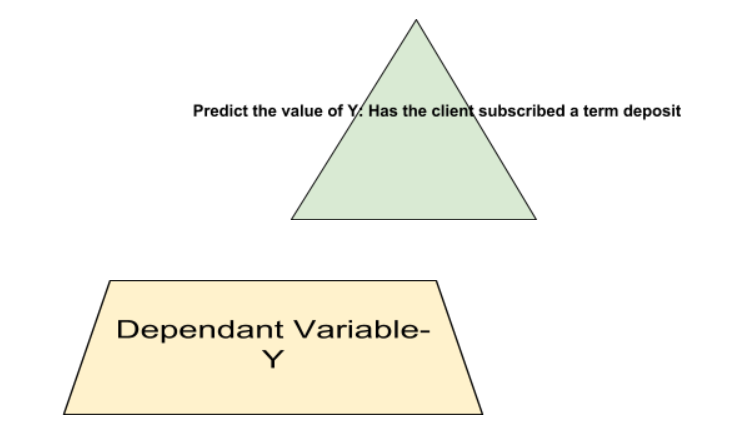 Predict the value of Y: Has the client subscribed a term deposit
Dependant Variable-
Y